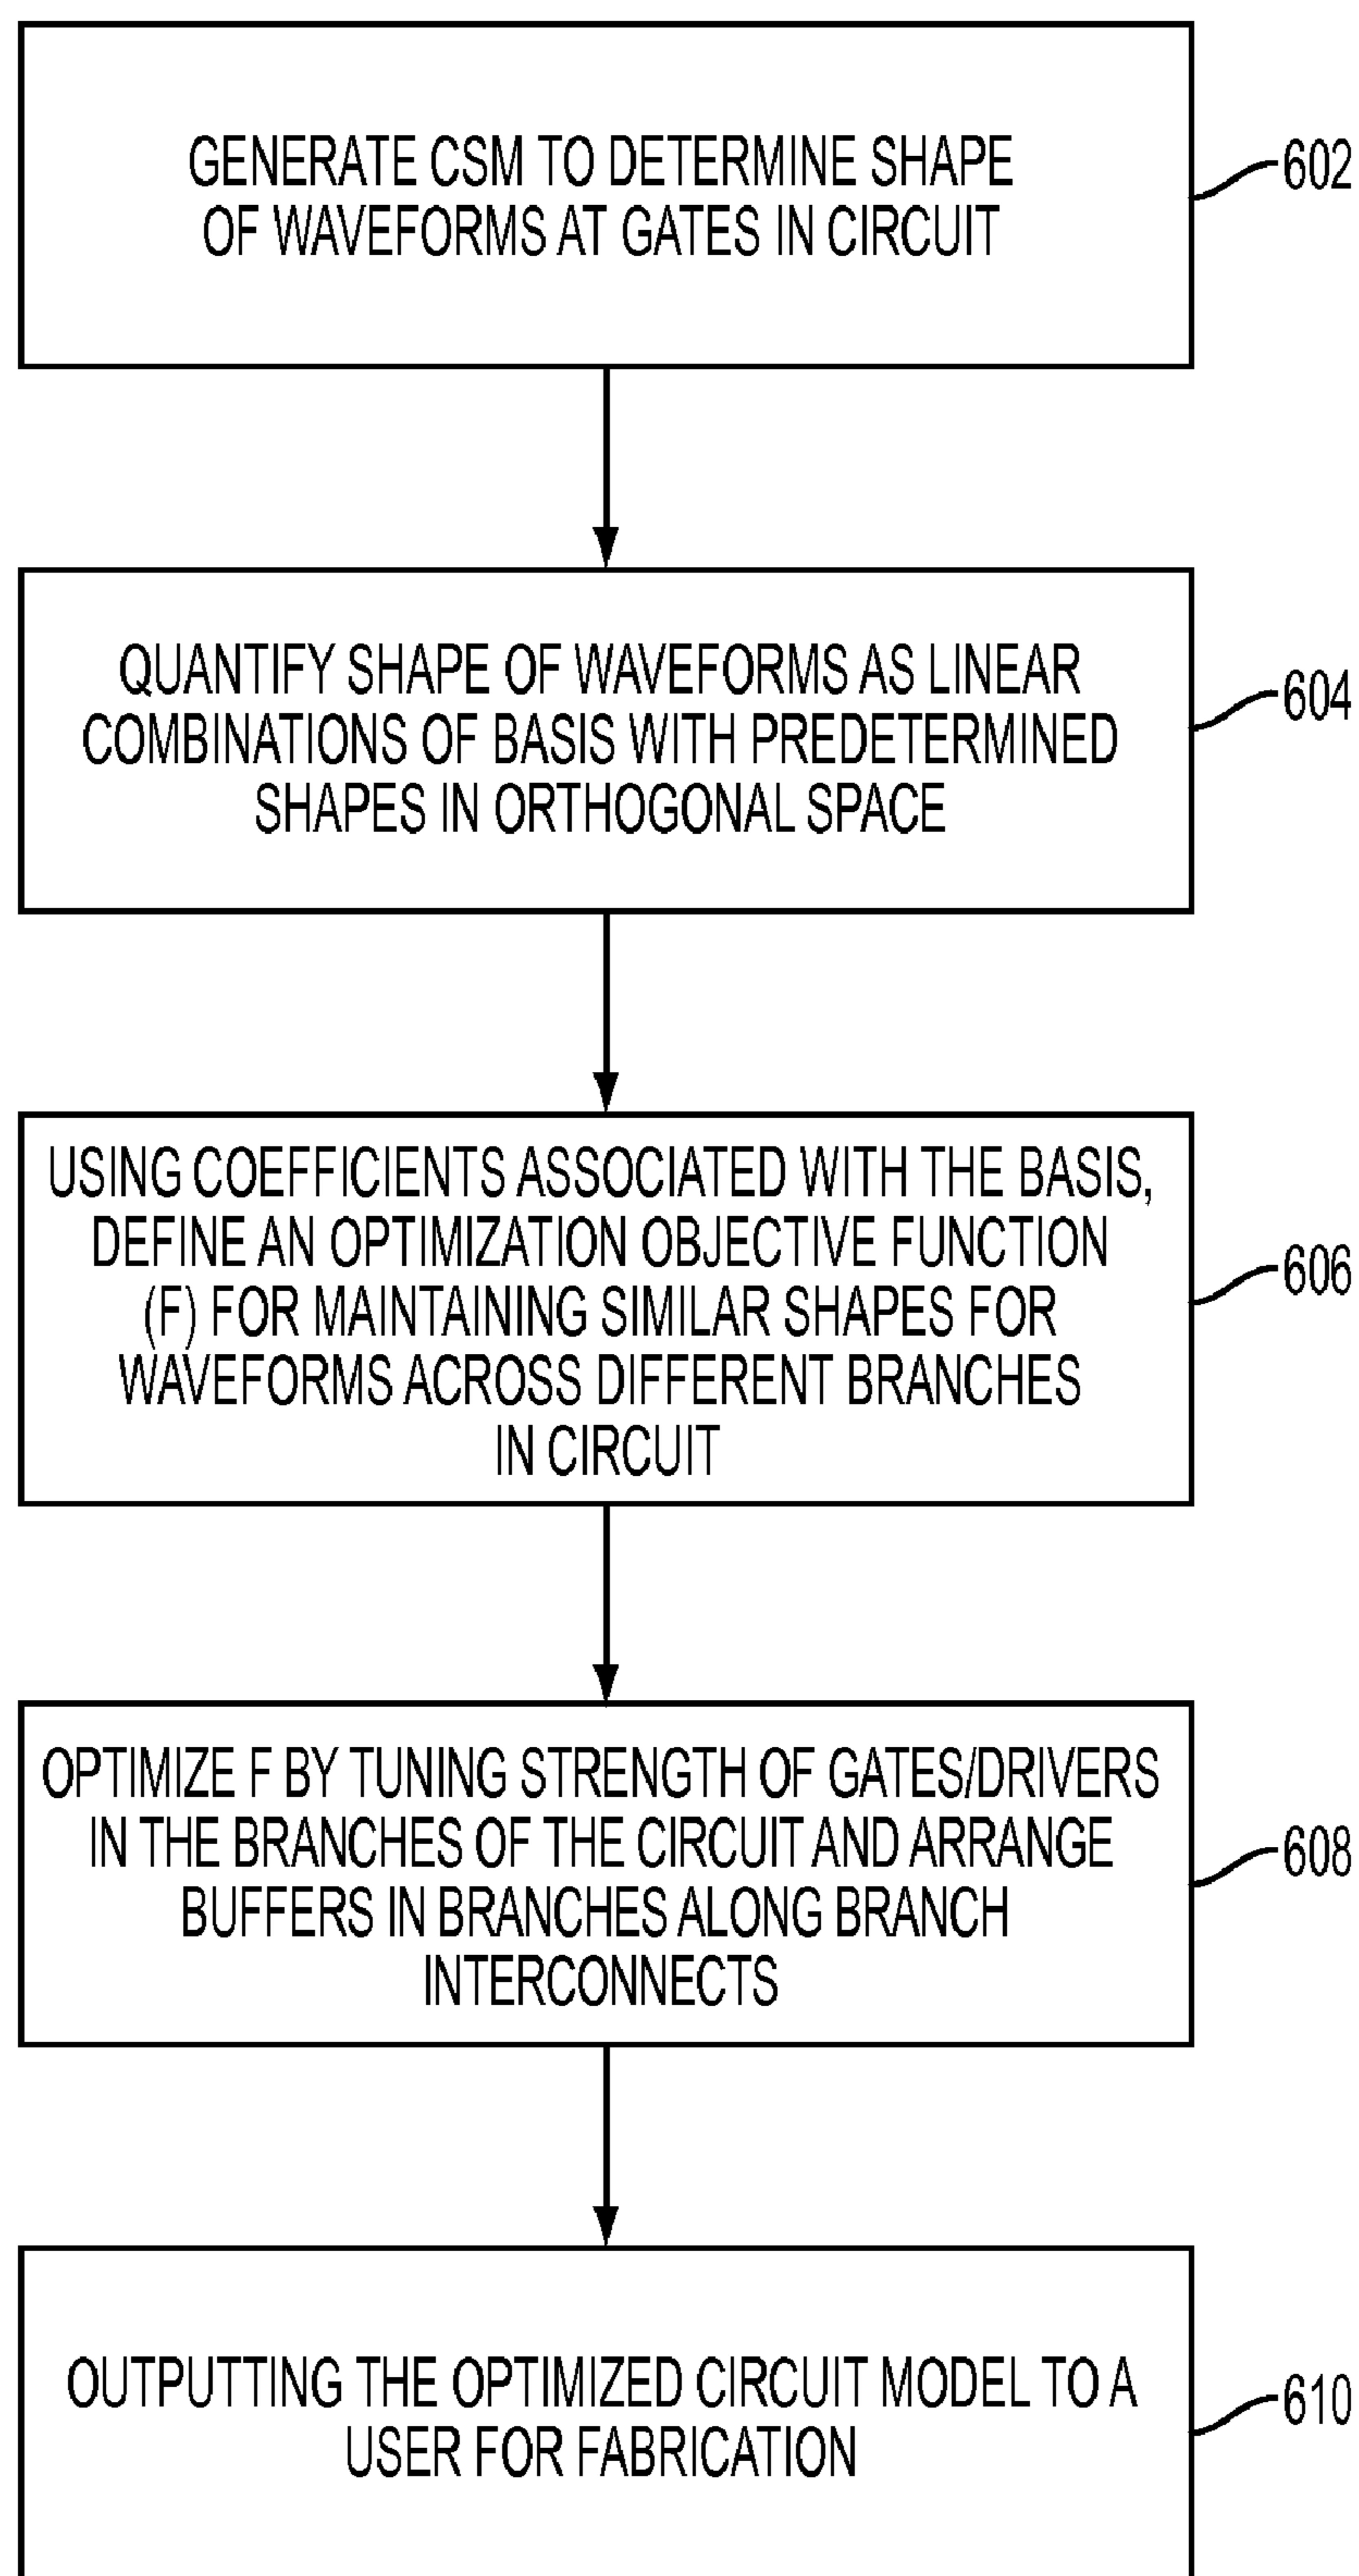 GENERATE CSM TO DETERMINE SHAPE
OF WAVEFORMS AT GATES IN CIRCUIT
602
QUANTIFY SHAPE OF WAVEFORMS AS LINEAR
COMBINATIONS OF BASIS WITH PREDETERMINED
SHAPES IN ORTHOGONAL SPACE
604
USING COEFFICIENTS ASSOCIATED WITH THE BASIS,
DEFINE AN OPTIMIZATION OBJECTIVE FUNCTION
(F) FOR MAINTAINING SIMILAR SHAPES FOR
WAVEFORMS ACROSS DIFFERENT BRANCHES
IN CIRCUIT
606
OPTIMIZE F BY TUNING STRENGTH OF GATES/DRIVERS
IN THE BRANCHES OF THE CIRCUIT AND ARRANGE
BUFFERS IN BRANCHES ALONG BRANCH
INTERCONNECTS
608
OUTPUTTING THE OPTIMIZED CIRCUIT MODEL TO A
USER FOR FABRICATION
610